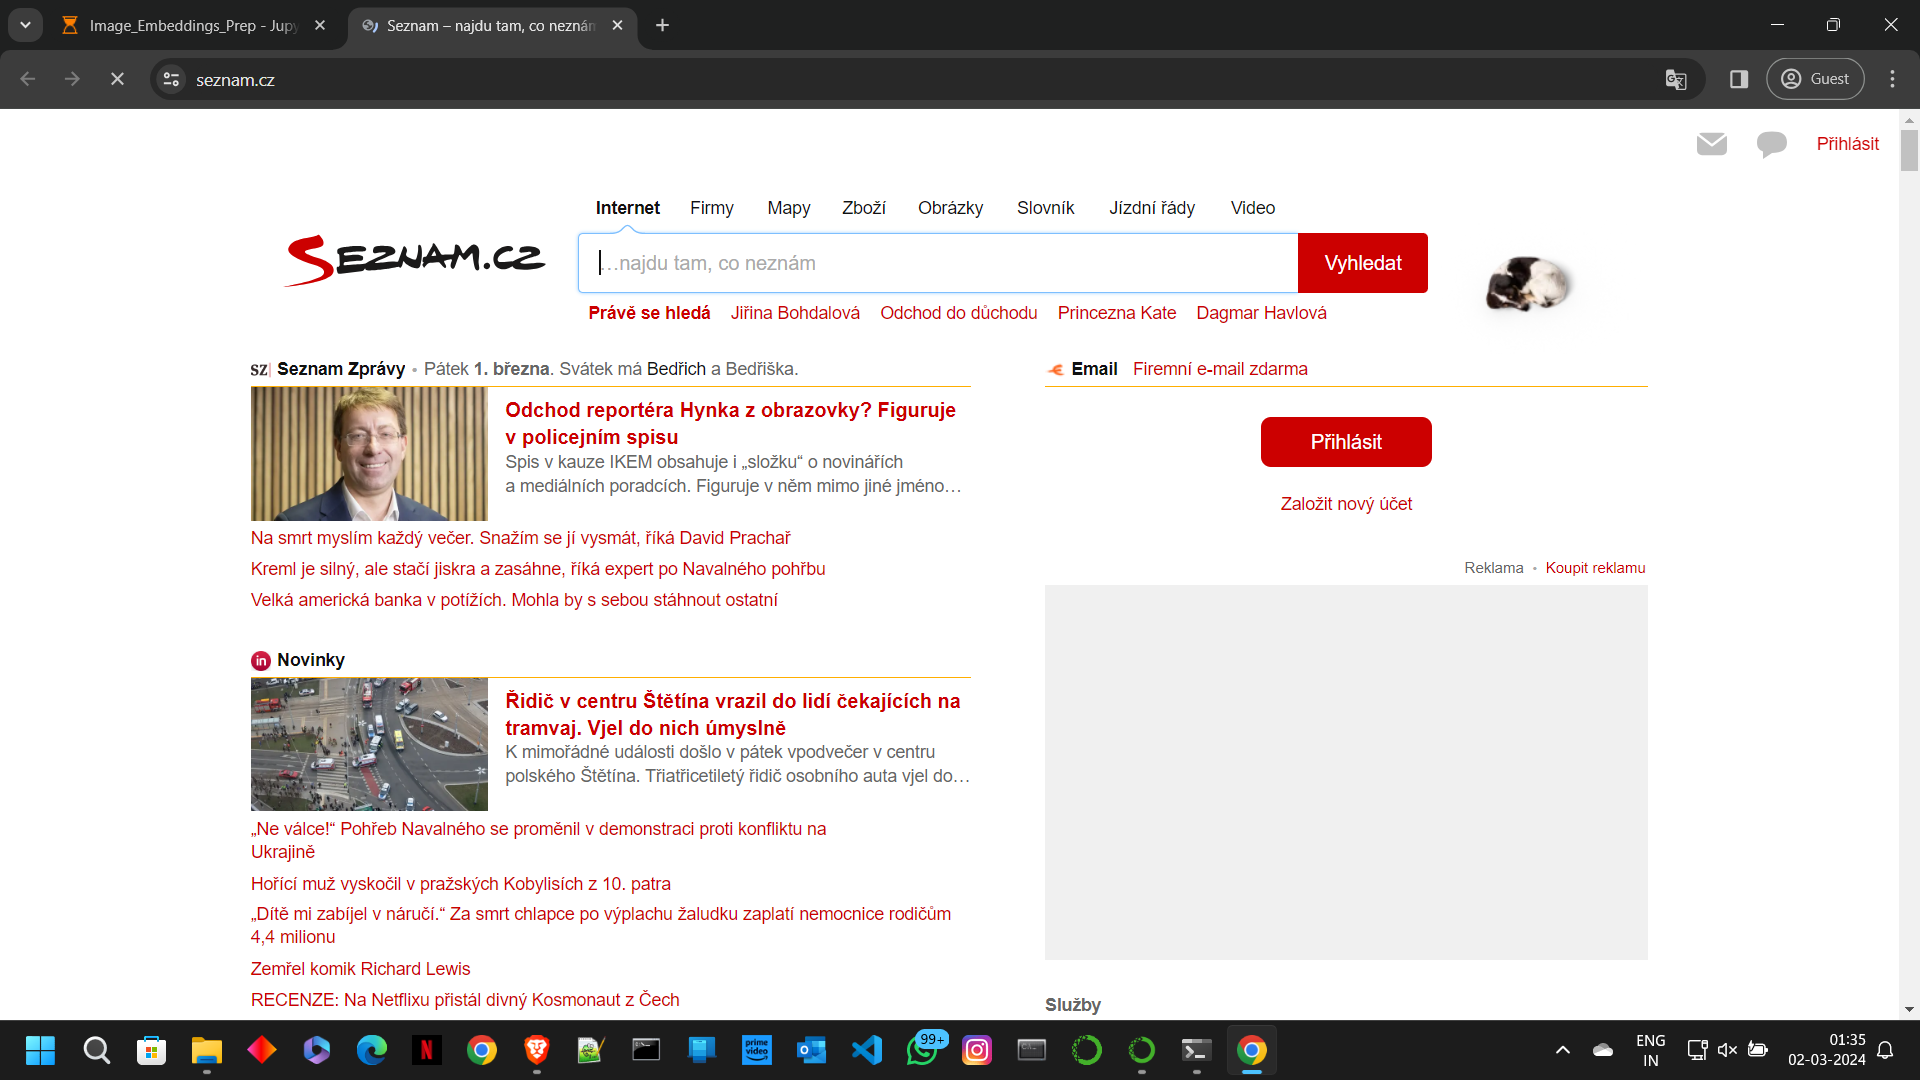 Image_Embeddings_Prep - Jupy
Seznam – najdu tam, co neznám
seznam.cz
Guest
Přihlásit
Internet Firmy Mapy Zboží Obrázky Slovník Jízdní řády Video
SEZNAM.CZ
...najdu tam, co neznám
Vyhledat
Právě se hledá Jiřina Bohdalová Odchod do důchodu Princezna Kate Dagmar Havlová
SZ Seznam Zprávy • Pátek 1. března. Svátek má Bedřich a Bedřiška.
Odchod reportéra Hynka z obrazovky? Figuruje
v policejním spisu
Spis v kauze IKEM obsahuje i „složku“ o novinářích
a mediálních poradcích. Figuruje v něm mimo jiné jméno…
Na smrt myslím každý večer. Snažím se jí vysmát, říká David Prachař
Kreml je silný, ale stačí jiskra a zasáhne, říká expert po Navalného pohřbu
Velká americká banka v potížích. Mohla by s sebou stáhnout ostatní
Email Firemní e-mail zdarma
Přihlásit
Založit nový účet
Reklama • Koupit reklamu
in Novinky
Řidič v centru Štětína vrazil do lidí čekajících na
tramvaj. Vjel do nich úmyslně
K mimořádné události došlo v pátek vpodvečer v centru
polského Štětína. Třiatřicetiletý řidič osobního auta vjel do…
„Ne válce!“ Pohřeb Navalného se proměnil v demonstraci proti konfliktu na
Ukrajině
Hořící muž vyskočil v pražských Kobylisích z 10. patra
„Dítě mi zabíjel v náručí.“ Za smrt chlapce po výplachu žaludku zaplatí nemocnice rodičům
4,4 milionu
Zemřel komik Richard Lewis
RECENZE: Na Netflixu přistál divný Kosmonaut z Čech
Služby
prime
video
99+
ENG
IN
01:35
02-03-2024